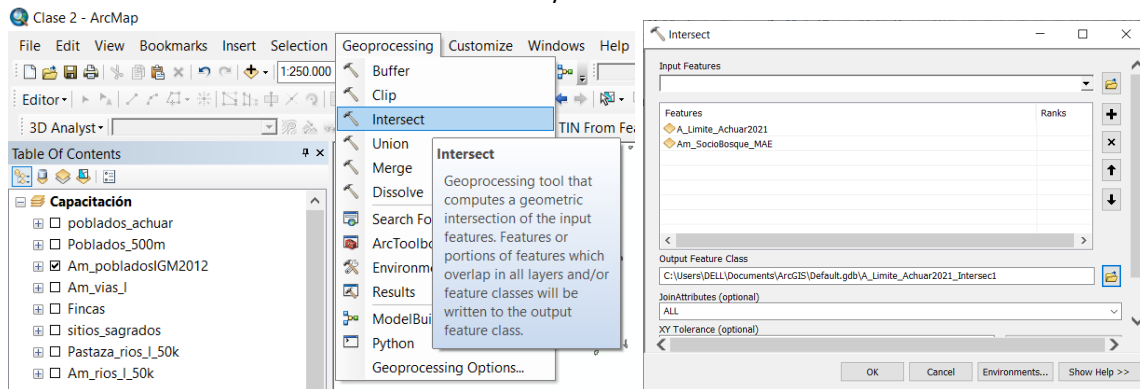 Clase 2 - ArcMap
File Edit View Bookmarks Insert Selection Geoprocessing Customize Windows Help
1:250.000
Editor
3D Analyst
TIN From Fea
Table Of Contents
Capacitación
poblados_achuar
Poblados_500m
Am_pobladosIGM2012
Am_vias_l
Fincas
sitios_sagrados
Pastaza_rios_l_50k
Am_rios_l_50k
Buffer
Clip
Intersect
Union
Merge
Dissolve
Search Fo
ArcToolbo
Environme
Results
ModelBui
Python
Geoprocessing Options...
Intersect
Geoprocessing tool that
computes a geometric
intersection of the input
features. Features or
portions of features which
overlap in all layers and/or
feature classes will be
written to the output
feature class.
Intersect
Input Features
Features Ranks
A_Limite_Achuar2021
Am_SocioBosque_MAE
Output Feature Class
C:\Users\DELL\Documents\ArcGIS\Default.gdb\A_Limite_Achuar2021_Intersec1
JoinAttributes (optional)
ALL
XY Tolerance (optional)
OK Cancel Environments... Show Help >>